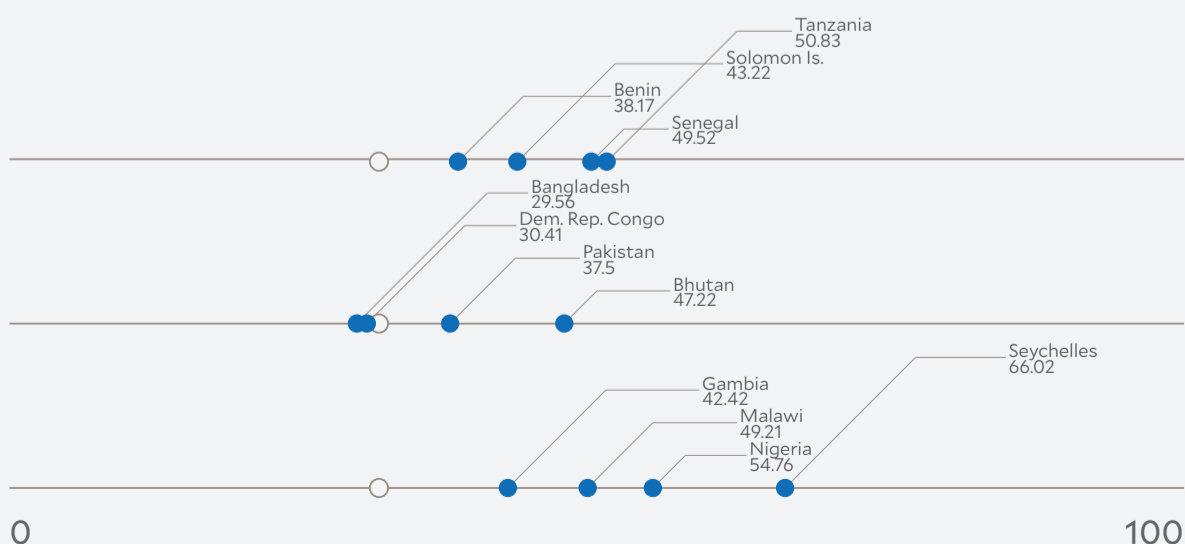 Tanzania
50.83
Solomon Is.
43.22
Benin
38.17
Senegal
49.52
Bangladesh
29.56
Dem. Rep. Congo
30.41
Pakistan
37.5
Bhutan
47.22
Seychelles
66.02
Gambia
42.42
Malawi
49.21
Nigeria
54.76
0
100